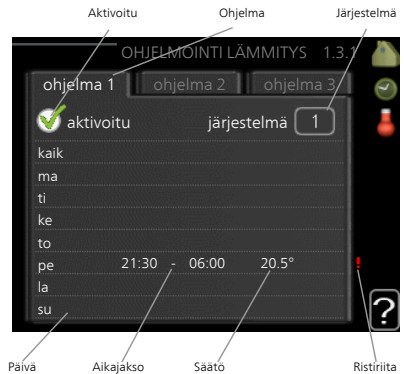 Aktivoitu Ohjelma Järjestelmä
OHJELMOINTI LÄMMITYS 1.3.1
ohjelma 1 ohjelma 2 ohjelma 3
aktivoitu järjestelmä 1
kaik
ma
ti
ke
to
pe 21:30 - 06:00 20.5° !
la
su ?
Päivä Aikajakso Säätö Ristiriita